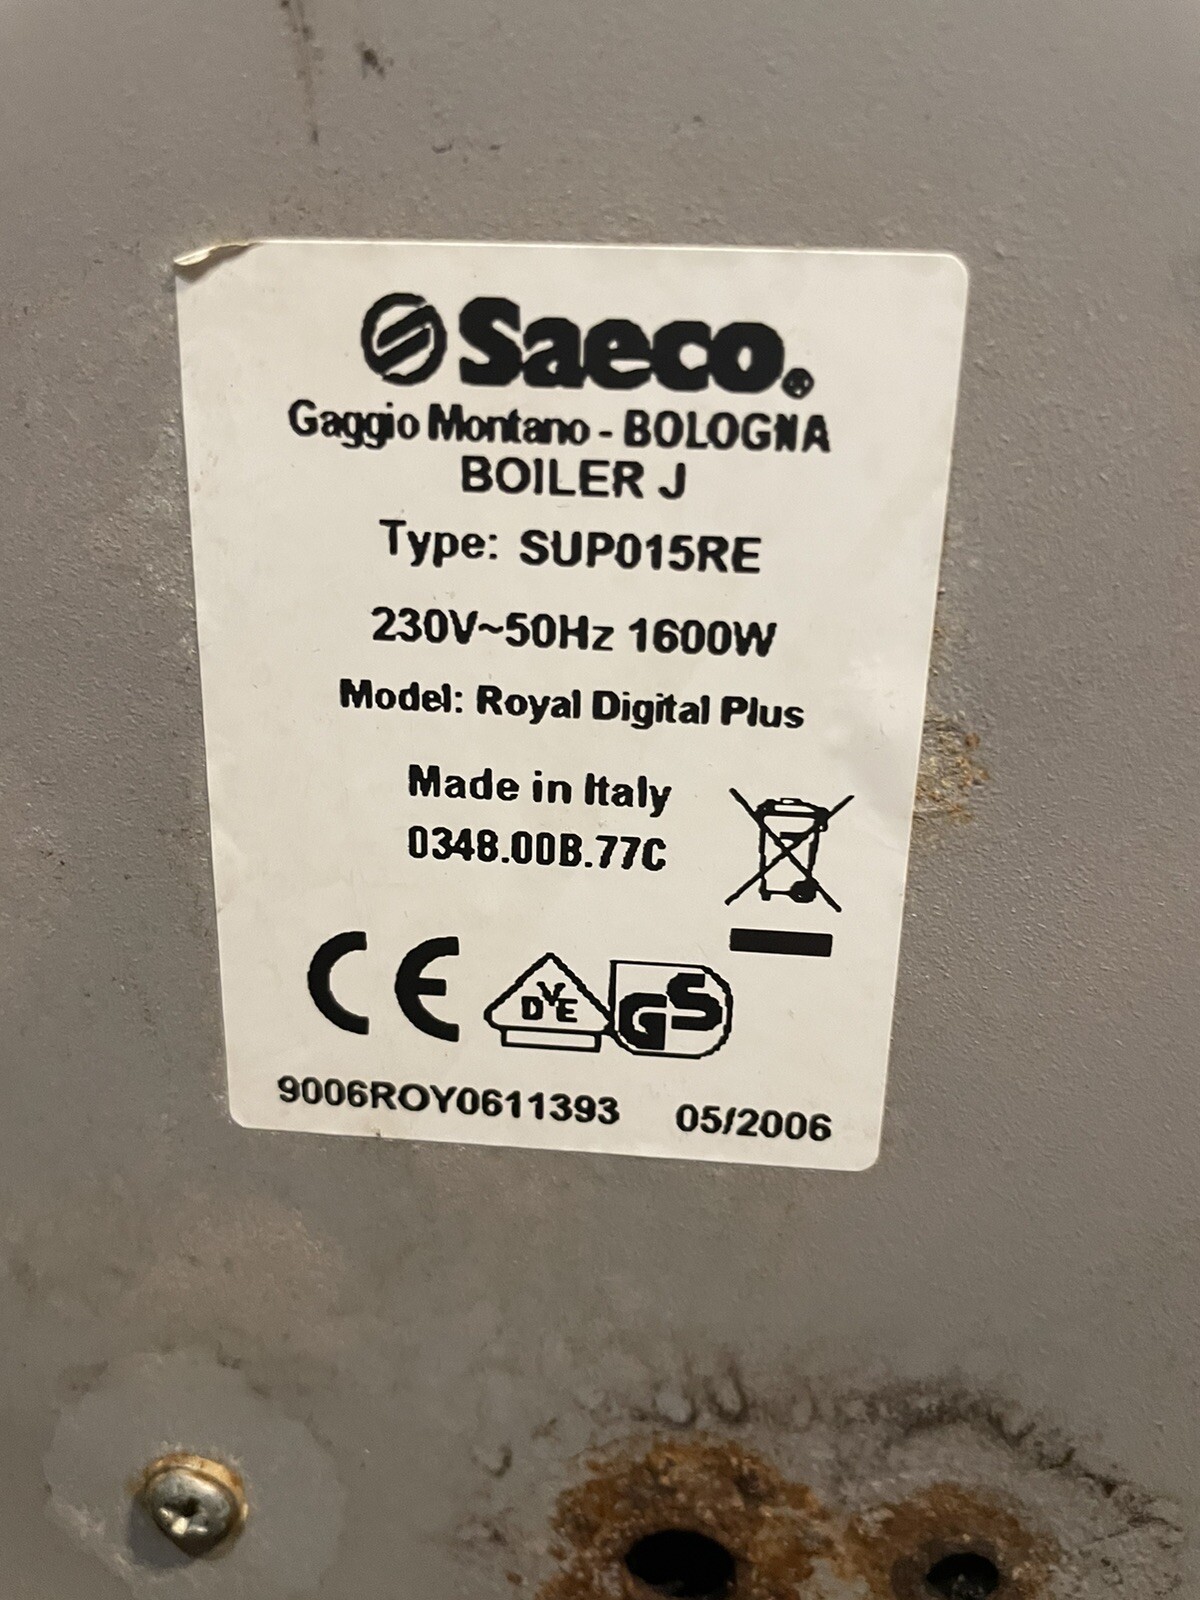 Saeco®
Gaggio Montano - BOLOGNA
BOILER J
Type: SUP015RE
230V~50Hz 1600W
Model: Royal Digital Plus
Made in Italy
0348.00B.77C
CE DVE GS
9006ROY0611393 05/2006